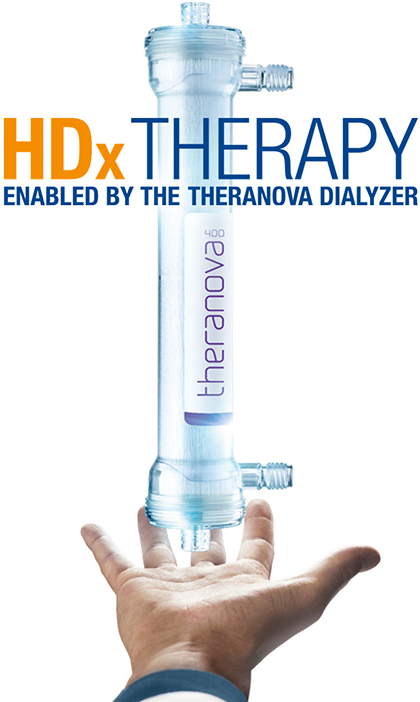 HDx THERAPY
ENABLED BY THE THERANOVA DIALYZER
theranova 400